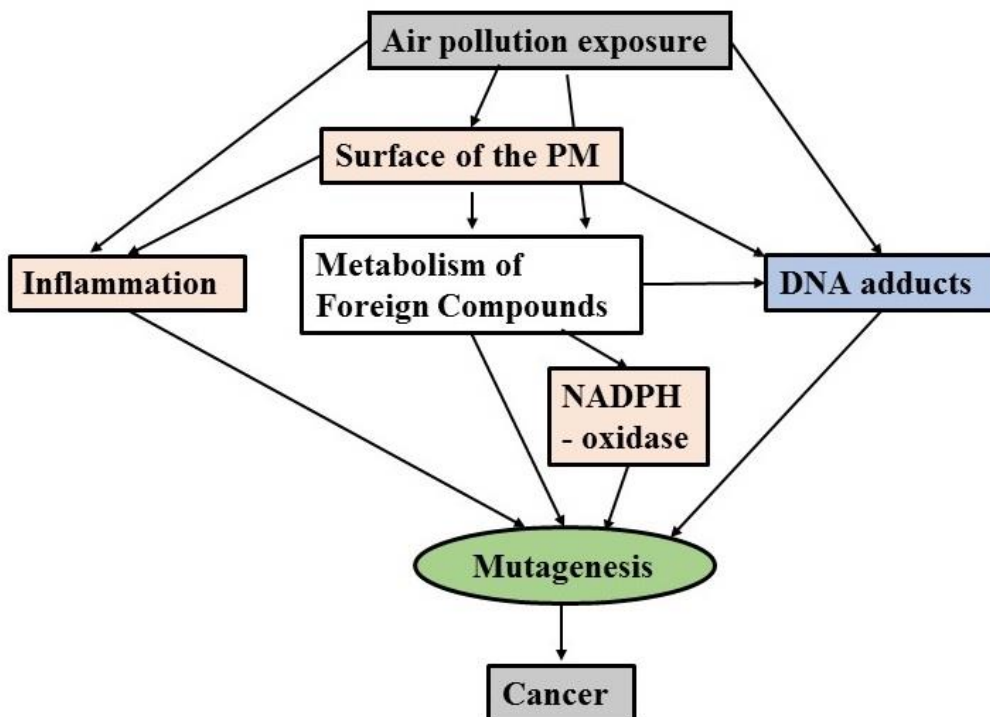 Air pollution exposure
Surface of the PM
Inflammation
Metabolism of
Foreign Compounds
DNA adducts
NADPH
- oxidase
Mutagenesis
Cancer